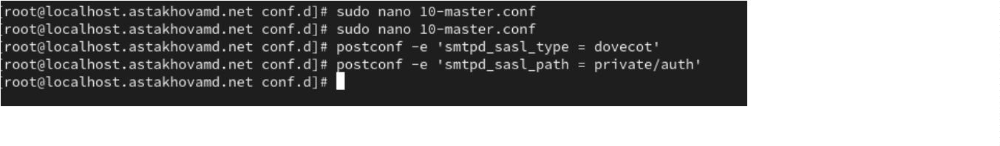 [root@localhost.astakhovamd.net conf.d]# sudo nano 10-master.conf
[root@localhost.astakhovamd.net conf.d]# sudo nano 10-master.conf
[root@localhost.astakhovamd.net conf.d]# postconf -e 'smtpd_sasl_type = dovecot'
[root@localhost.astakhovamd.net conf.d]# postconf -e 'smtpd_sasl_path = private/auth'
[root@localhost.astakhovamd.net conf.d]#